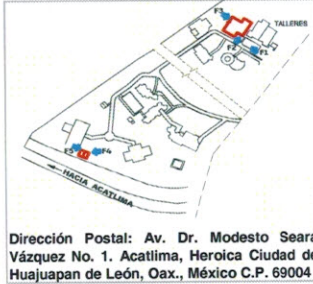 F3
TALLERES
F2
F1
F5
F4
HACIA ACATLIMA
Dirección Postal: Av. Dr. Modesto Seara
Vázquez No. 1. Acatlima, Heroica Ciudad de
Huajuapan de León, Oax., México C.P. 69004